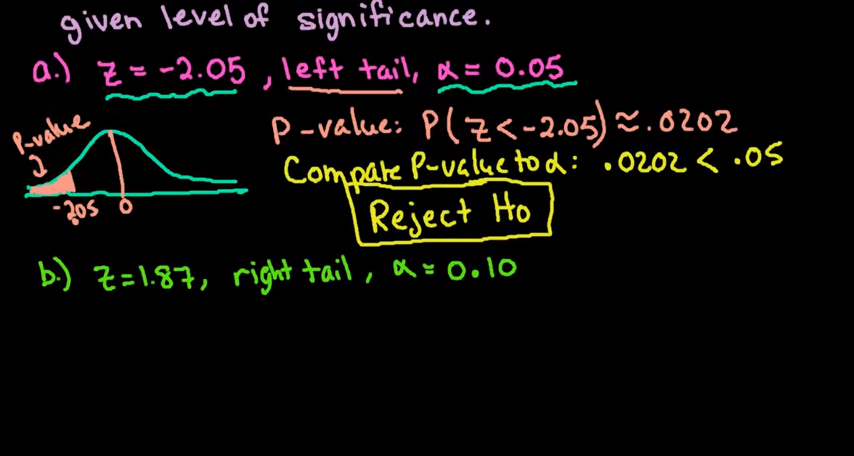 given level of significance.
a.) z = -2.05, left tail, α = 0.05
P-value
P-value: P(z < -2.05) ≈ .0202
Compare P-value to α: .0202 < .05
-2.05 0
Reject Ho
b.) z = 1.87, right tail, α = 0.10